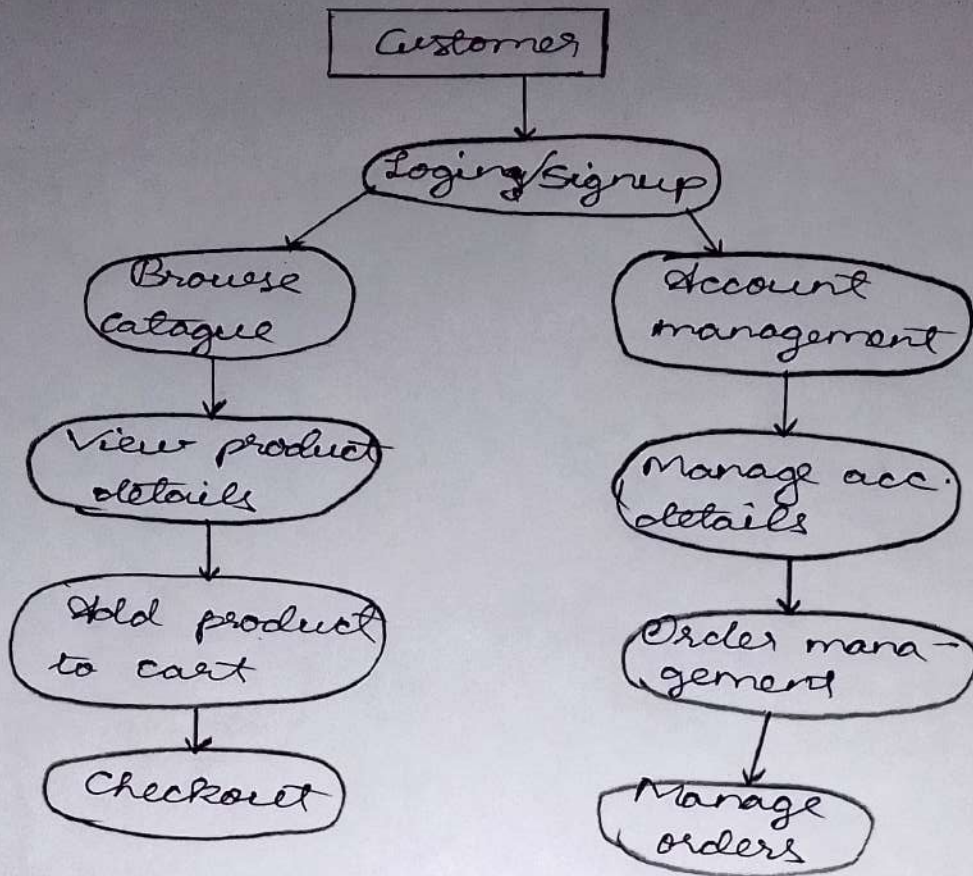 Customer
Loging/Signup
Browse
catague
Account
management
View product
details
Manage acc.
details
Add product
to cart
Order mana-
gement
Checkout
Manage
orders